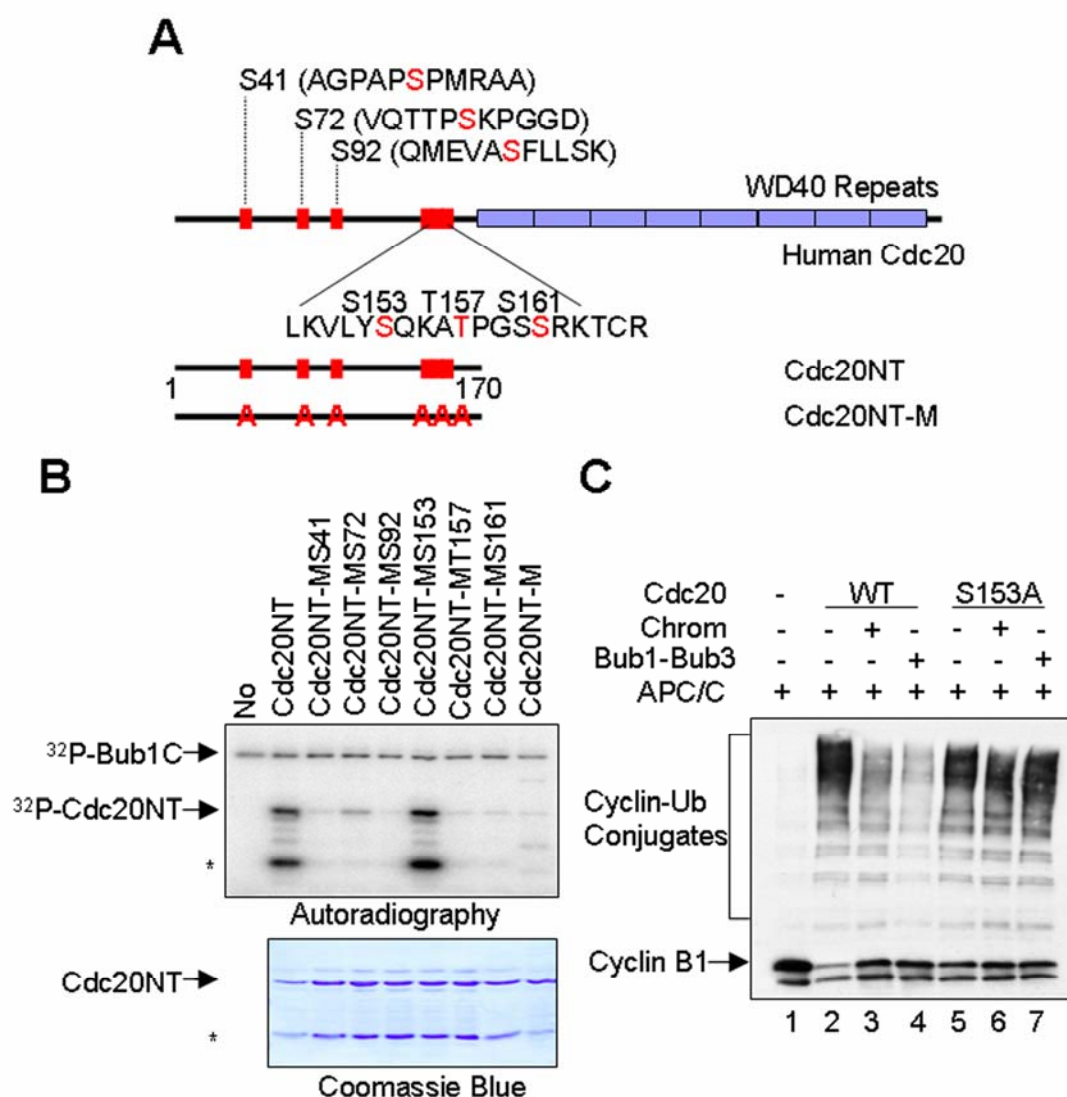 A
S41 (AGPAPSPMRAA)
S72 (VQTTPSKPGGD)
S92 (QMEVASFLLSK)
WD40 Repeats
Human Cdc20
S153 T157 S161
LKVLYSQKATPGSSRKTCR
1 170
Cdc20NT
A A A A A A
Cdc20NT-M
B
No
Cdc20NT
Cdc20NT-MS41
Cdc20NT-MS72
Cdc20NT-MS92
Cdc20NT-MS153
Cdc20NT-MT157
Cdc20NT-MS161
Cdc20NT-M
32P-Bub1C
32P-Cdc20NT
*
Autoradiography
Cdc20NT
*
Coomassie Blue
C
Cdc20 - WT S153A
Chrom - - + - - + -
Bub1-Bub3 - - - + - - +
APC/C + + + + + + +
Cyclin-Ub
Conjugates
Cyclin B1
1 2 3 4 5 6 7